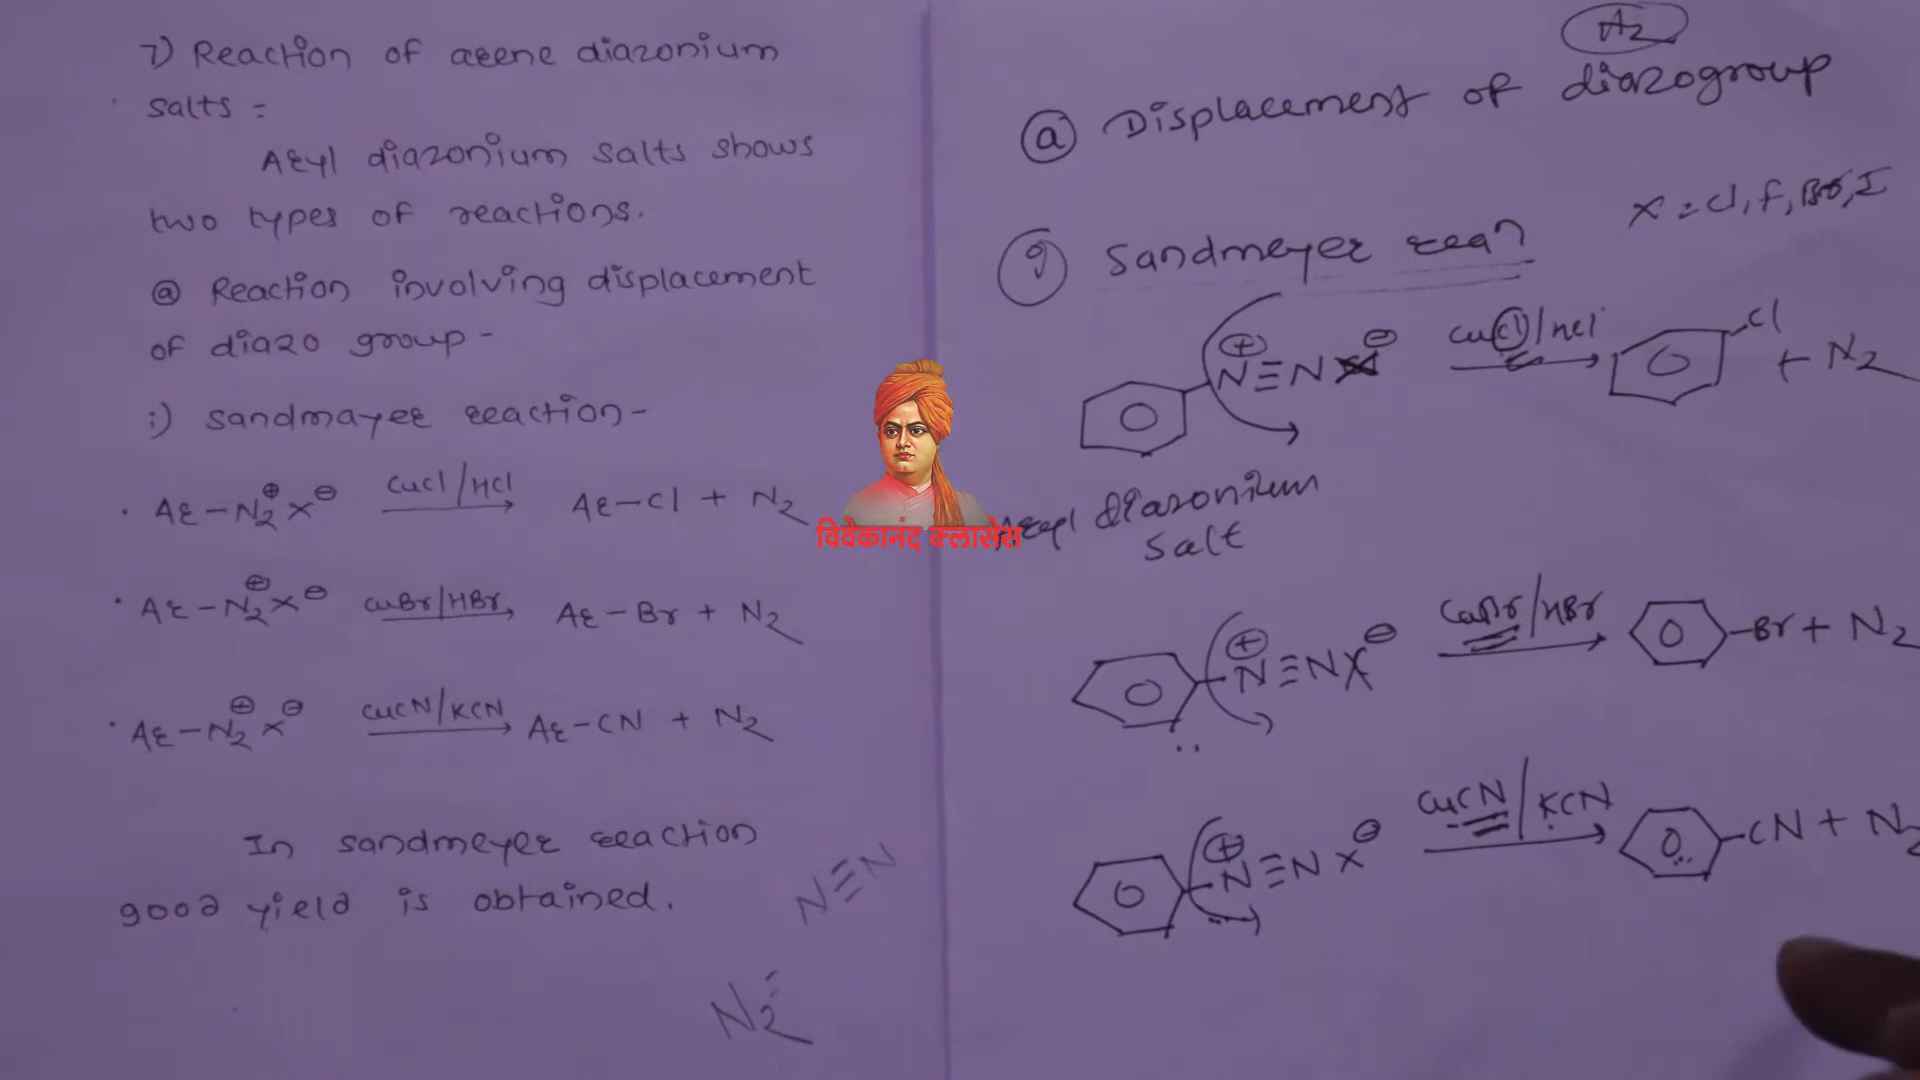 7) Reaction of arene diazonium
salts =
Aryl diazonium salts shows
two types of reactions.
ⓐ Reaction involving displacement
of diazo group -
i) sandmayer reaction-
. Ar-N₂⊕X⊖ CuCl/HCl → Ar-Cl + N₂
. Ar-N₂⊕X⊖ CuBr/HBr → Ar-Br + N₂
. Ar-N₂⊕X⊖ CuCN/KCN → Ar-CN + N₂
In sandmeyer reaction
good yield is obtained.
N≡N
N₂
विवेकानंद क्लासेस
Az
ⓐ Displacement of diazogroup
X = Cl, F, Br, I
i) Sandmeyer reaⁿ
⊕ N≡N X ⊖ CuCl/HCl → Cl + N₂
Aryl diazonium
salt
⊕ N≡N X ⊖ CuBr/HBr → -Br + N₂
⊕ N≡N X ⊖ CuCN/KCN → -CN + N₂